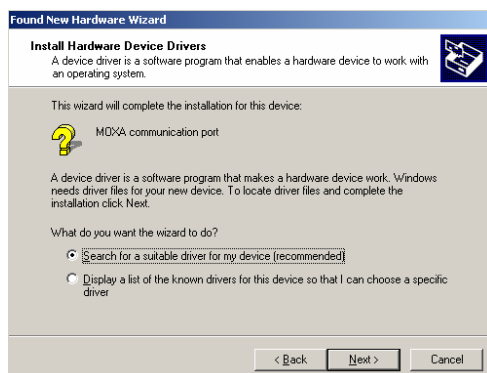 Found New Hardware Wizard
Install Hardware Device Drivers
A device driver is a software program that enables a hardware device to work with
an operating system.
This wizard will complete the installation for this device:
MOXA communication port
A device driver is a software program that makes a hardware device work. Windows
needs driver files for your new device. To locate driver files and complete the
installation click Next.
What do you want the wizard to do?
Search for a suitable driver for my device (recommended)
Display a list of the known drivers for this device so that I can choose a specific
driver
< Back Next > Cancel